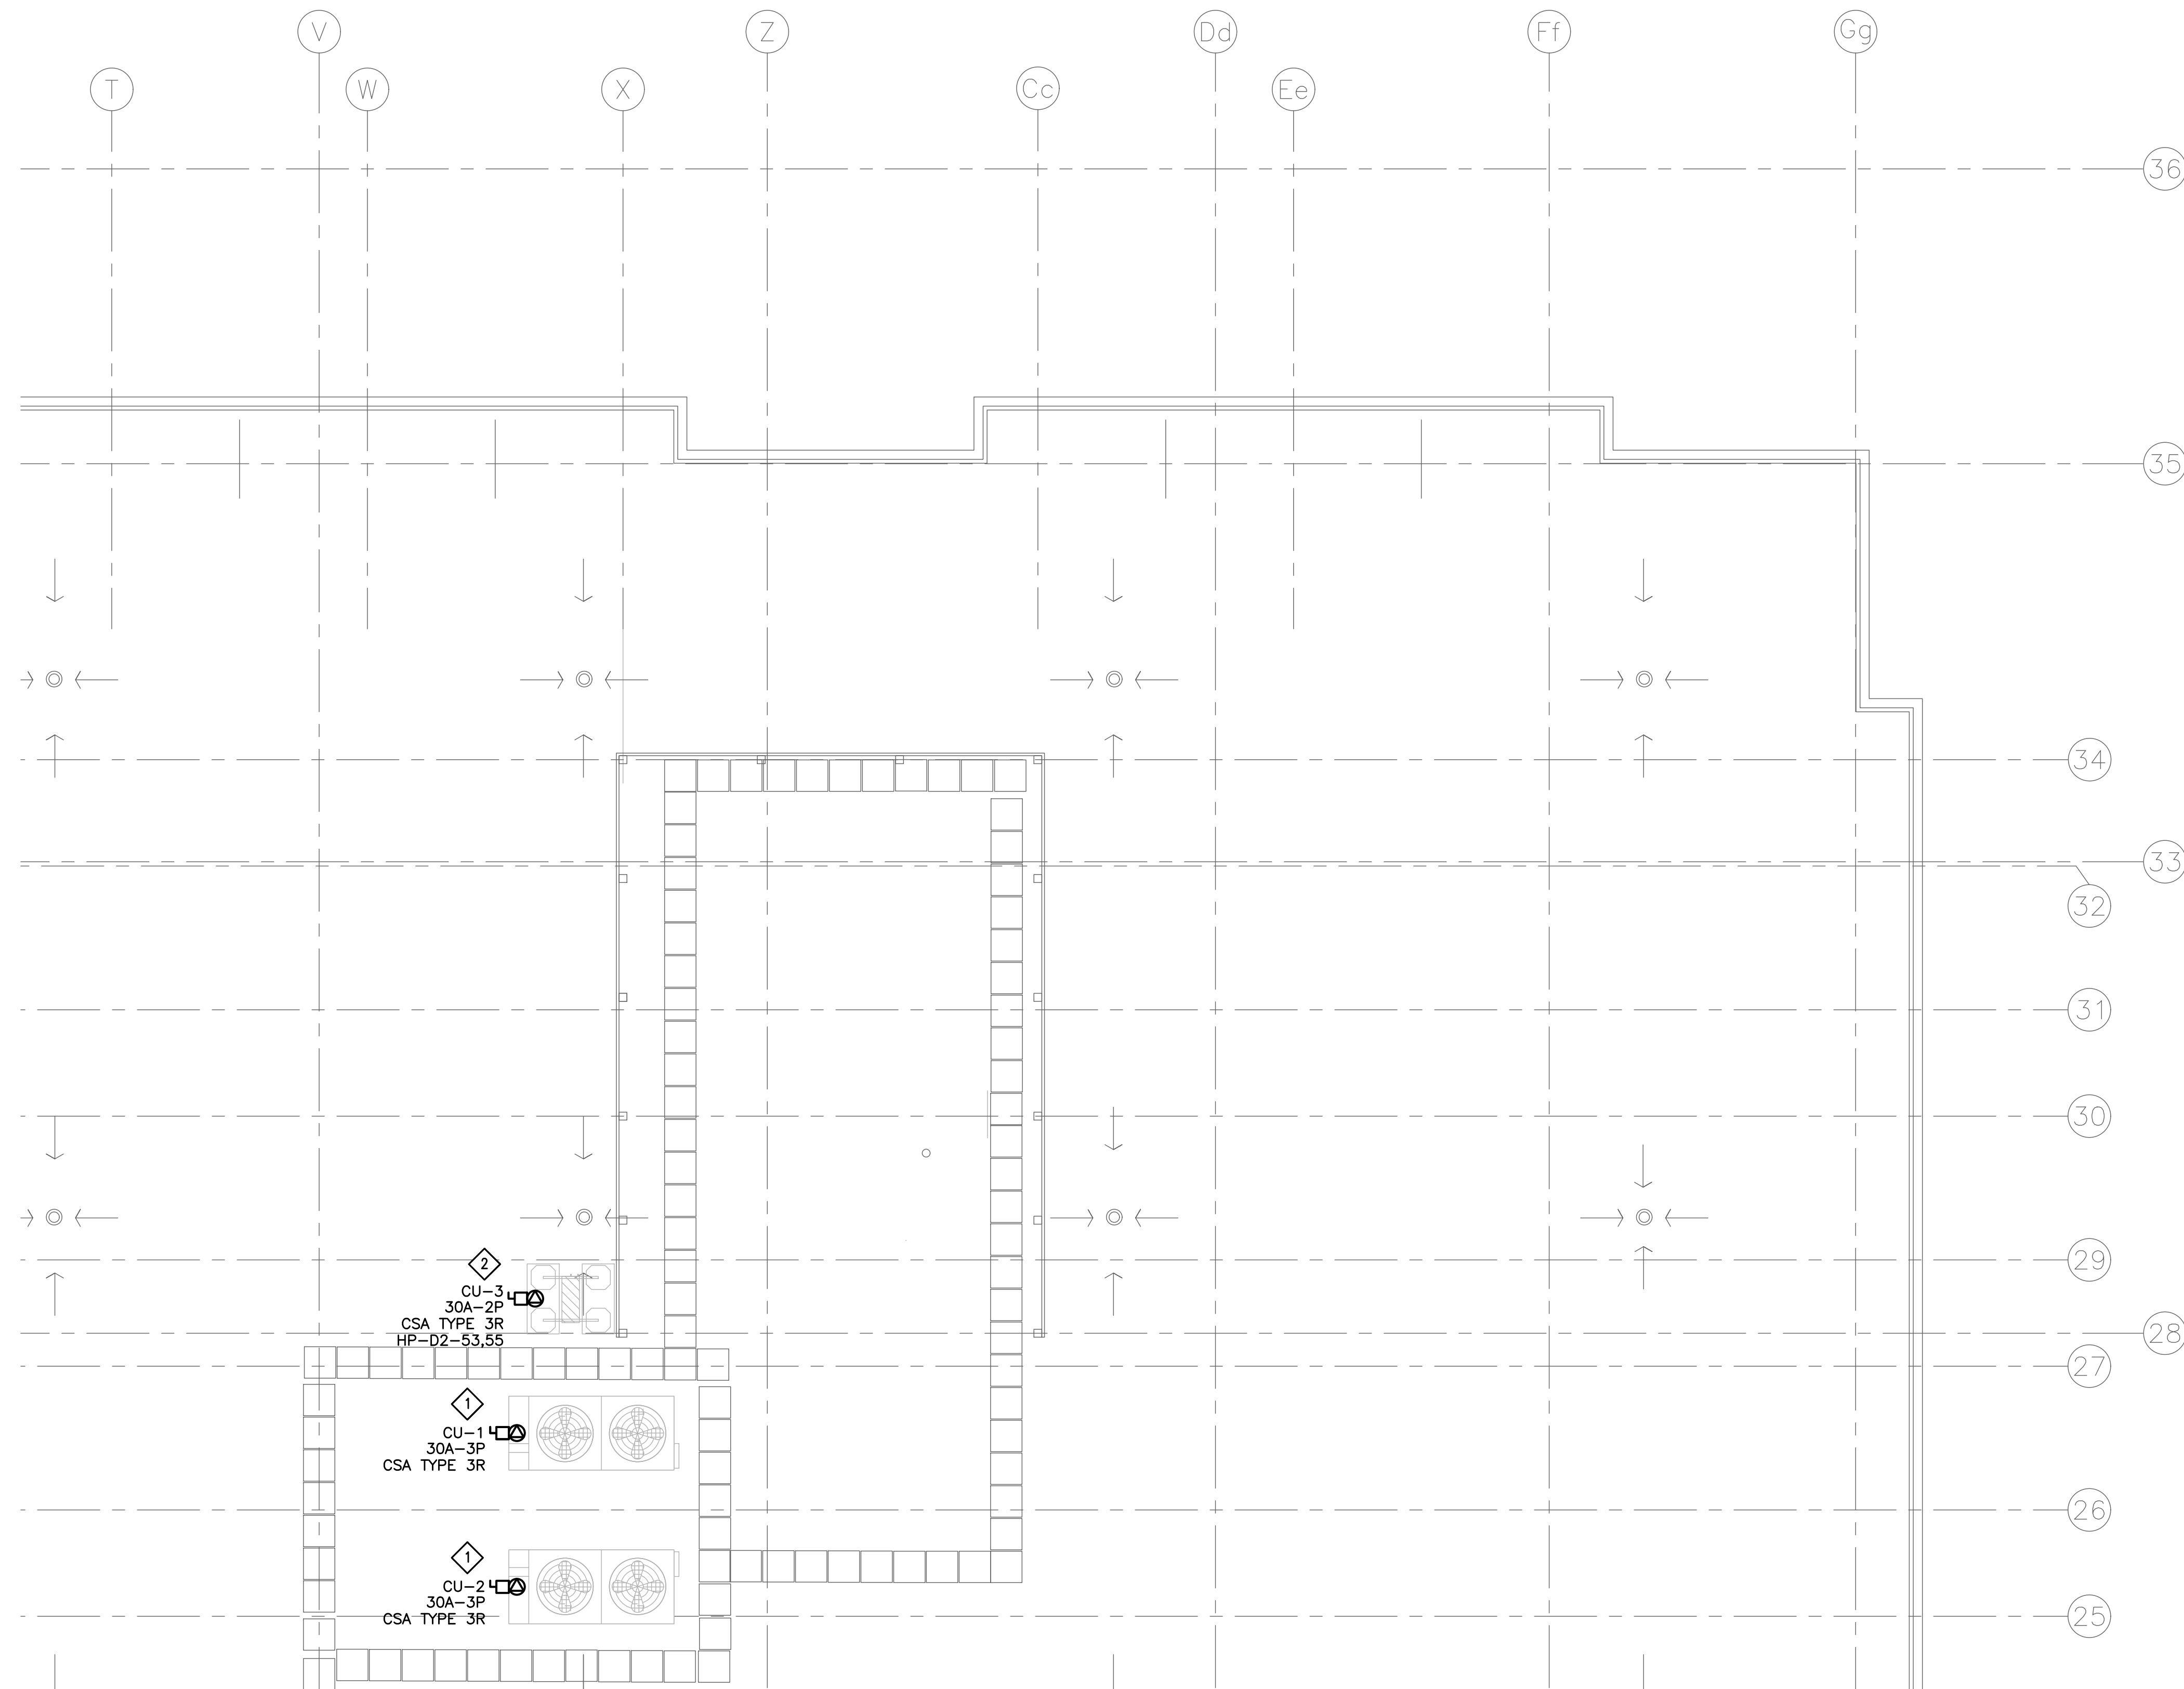 V
Z
Dd
Ff
Gg
T
W
X
Cc
Ee
36
35
34
33
32
31
30
29
28
27
26
25
2
CU-3
30A-2P
CSA TYPE 3R
HP-D2-53,55
1
CU-1
30A-3P
CSA TYPE 3R
1
CU-2
30A-3P
CSA TYPE 3R